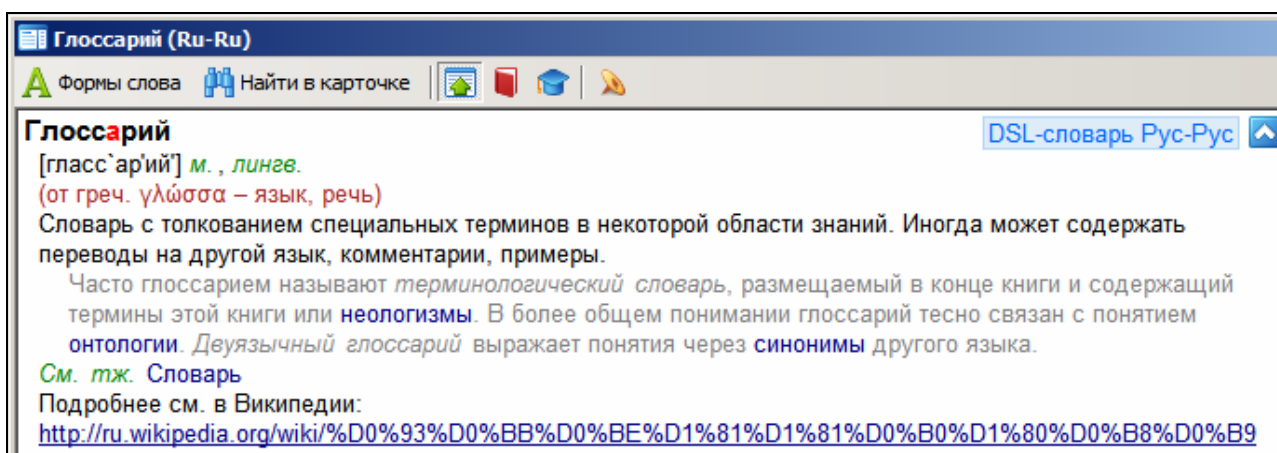 Глоссарий (Ru-Ru)
Формы слова Найти в карточке
Глоссарий DSL-словарь Рус-Рус
[гласс`ар'ий'] м. , лингв.
(от греч. γλώσσα – язык, речь)
Словарь с толкованием специальных терминов в некоторой области знаний. Иногда может содержать
переводы на другой язык, комментарии, примеры.
Часто глоссарием называют терминологический словарь, размещаемый в конце книги и содержащий
термины этой книги или неологизмы. В более общем понимании глоссарий тесно связан с понятием
онтологии. Двуязычный глоссарий выражает понятия через синонимы другого языка.
См. тж. Словарь
Подробнее см. в Википедии:
http://ru.wikipedia.org/wiki/%D0%93%D0%BB%D0%BE%D1%81%D1%81%D0%B0%D1%80%D0%B8%D0%B9